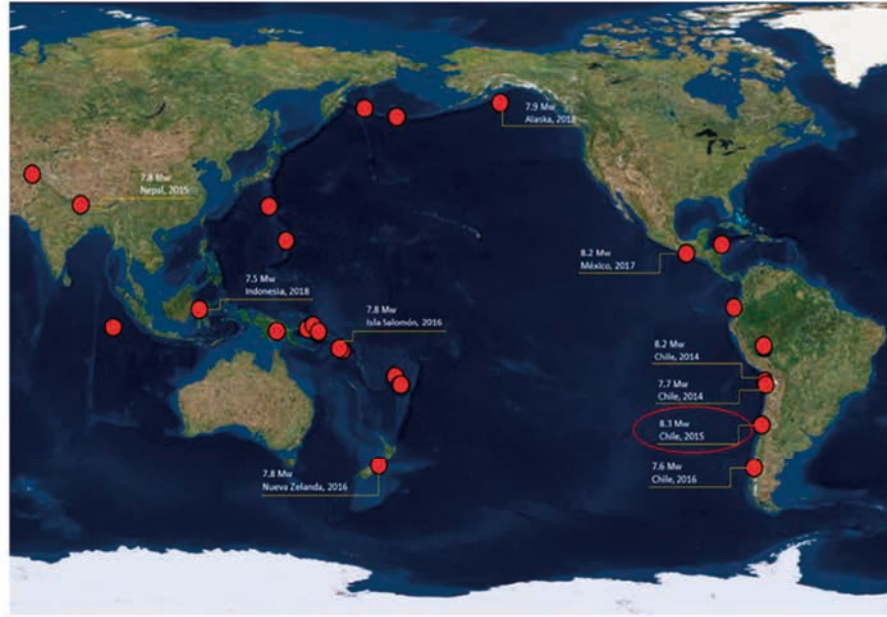 7.9 Mw
Alaska, 2018
7.8 Mw
Nepol, 2015
8.2 Mw
México, 2017
7.5 Mw
Indonesia, 2018
7.8 Mw
Isla Salomón, 2016
8.2 Mw
Chile, 2014
7.7 Mw
Chile, 2014
8.3 Mw
Chile, 2015
7.8 Mw
Nueva Zelanda, 2016
7.6 Mw
Chile, 2016